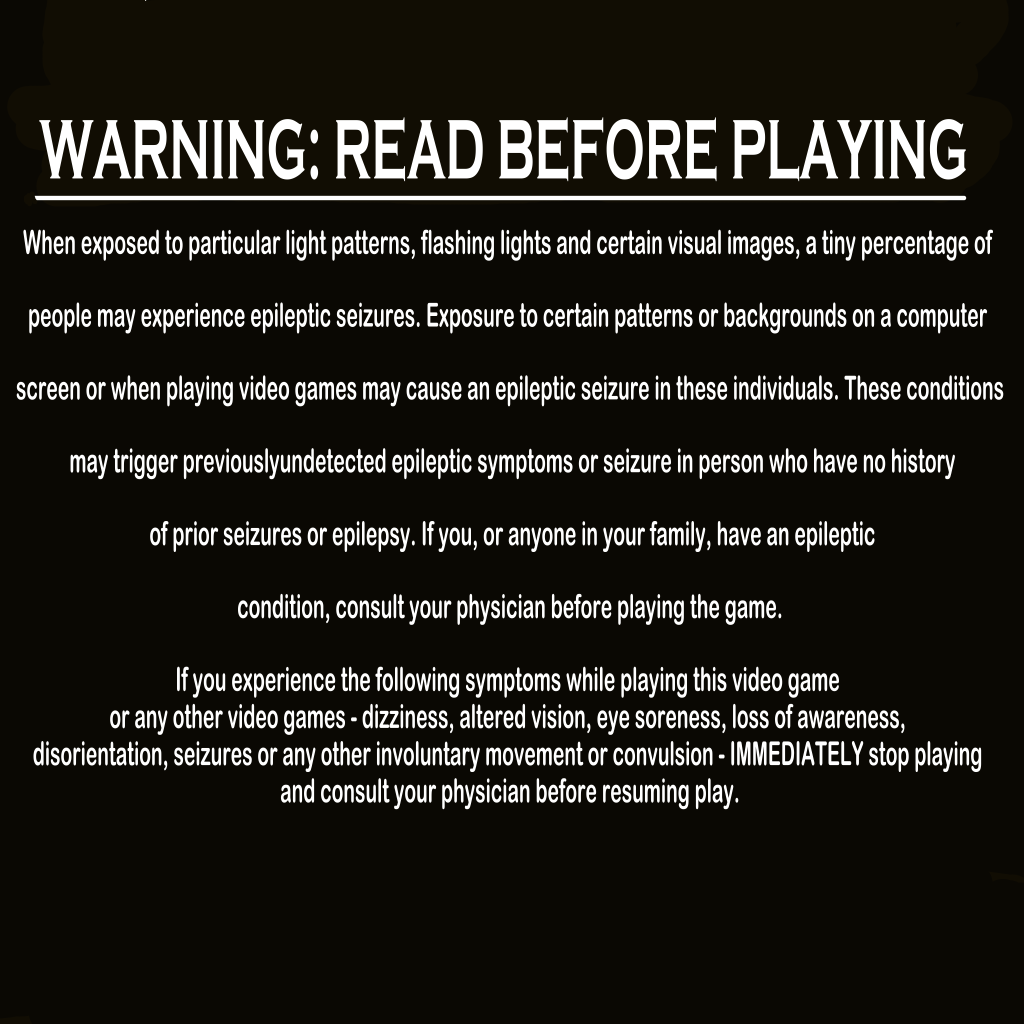 WARNING: READ BEFORE PLAYING
When exposed to particular light patterns, flashing lights and certain visual images, a tiny percentage of
people may experience epileptic seizures. Exposure to certain patterns or backgrounds on a computer
screen or when playing video games may cause an epileptic seizure in these individuals. These conditions
may trigger previouslyundetected epileptic symptoms or seizure in person who have no history
of prior seizures or epilepsy. If you, or anyone in your family, have an epileptic
condition, consult your physician before playing the game.
If you experience the following symptoms while playing this video game
or any other video games - dizziness, altered vision, eye soreness, loss of awareness,
disorientation, seizures or any other involuntary movement or convulsion - IMMEDIATELY stop playing
and consult your physician before resuming play.